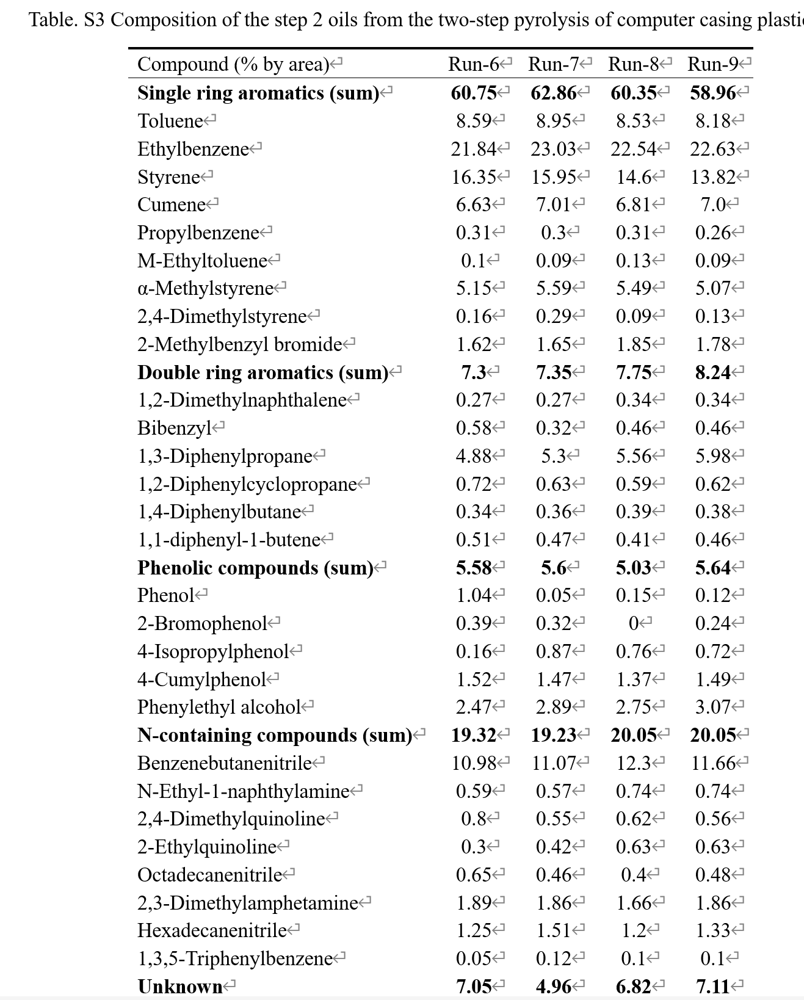 Table. S3 Composition of the step 2 oils from the two-step pyrolysis of computer casing plasti
Compound (% by area) Run-6 Run-7 Run-8 Run-9
Single ring aromatics (sum) 60.75 62.86 60.35 58.96
Toluene 8.59 8.95 8.53 8.18
Ethylbenzene 21.84 23.03 22.54 22.63
Styrene 16.35 15.95 14.6 13.82
Cumene 6.63 7.01 6.81 7.0
Propylbenzene 0.31 0.3 0.31 0.26
M-Ethyltoluene 0.1 0.09 0.13 0.09
α-Methylstyrene 5.15 5.59 5.49 5.07
2,4-Dimethylstyrene 0.16 0.29 0.09 0.13
2-Methylbenzyl bromide 1.62 1.65 1.85 1.78
Double ring aromatics (sum) 7.3 7.35 7.75 8.24
1,2-Dimethylnaphthalene 0.27 0.27 0.34 0.34
Bibenzyl 0.58 0.32 0.46 0.46
1,3-Diphenylpropane 4.88 5.3 5.56 5.98
1,2-Diphenylcyclopropane 0.72 0.63 0.59 0.62
1,4-Diphenylbutane 0.34 0.36 0.39 0.38
1,1-diphenyl-1-butene 0.51 0.47 0.41 0.46
Phenolic compounds (sum) 5.58 5.6 5.03 5.64
Phenol 1.04 0.05 0.15 0.12
2-Bromophenol 0.39 0.32 0 0.24
4-Isopropylphenol 0.16 0.87 0.76 0.72
4-Cumylphenol 1.52 1.47 1.37 1.49
Phenylethyl alcohol 2.47 2.89 2.75 3.07
N-containing compounds (sum) 19.32 19.23 20.05 20.05
Benzenebutanenitrile 10.98 11.07 12.3 11.66
N-Ethyl-1-naphthylamine 0.59 0.57 0.74 0.74
2,4-Dimethylquinoline 0.8 0.55 0.62 0.56
2-Ethylquinoline 0.3 0.42 0.63 0.63
Octadecanenitrile 0.65 0.46 0.4 0.48
2,3-Dimethylamphetamine 1.89 1.86 1.66 1.86
Hexadecanenitrile 1.25 1.51 1.2 1.33
1,3,5-Triphenylbenzene 0.05 0.12 0.1 0.1
Unknown 7.05 4.96 6.82 7.11